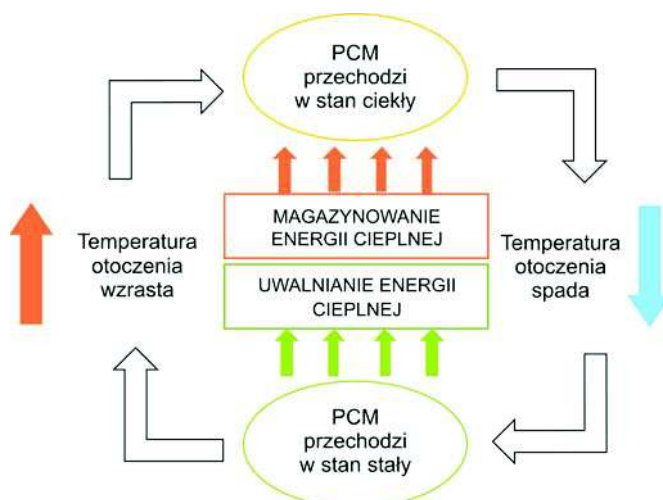 PCM
przechodzi
w stan ciekły
MAGAZYNOWANIE
ENERGII CIEPLNEJ
Temperatura
otoczenia
wzrasta
Temperatura
otoczenia
spada
UWALNIANIE ENERGII
CIEPLNEJ
PCM
przechodzi
w stan stały